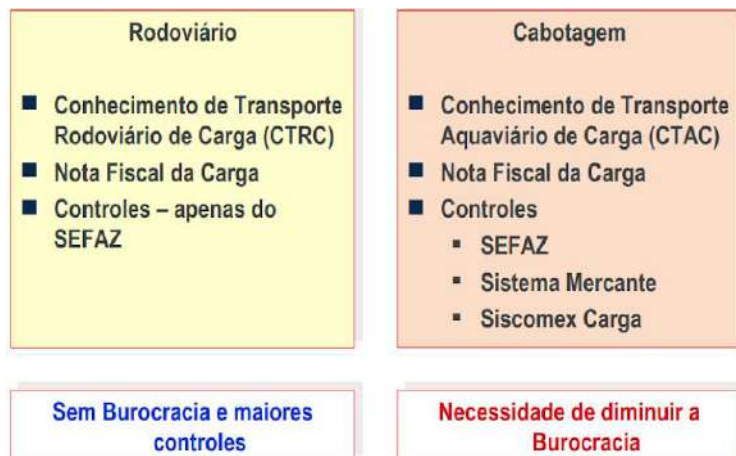 Rodoviário
■ Conhecimento de Transporte
Rodoviário de Carga (CTRC)
■ Nota Fiscal da Carga
■ Controles – apenas do
SEFAZ
Sem Burocracia e maiores
controles
Cabotagem
■ Conhecimento de Transporte
Aquaviário de Carga (CTAC)
■ Nota Fiscal da Carga
■ Controles
▪ SEFAZ
▪ Sistema Mercante
▪ Siscomex Carga
Necessidade de diminuir a
Burocracia